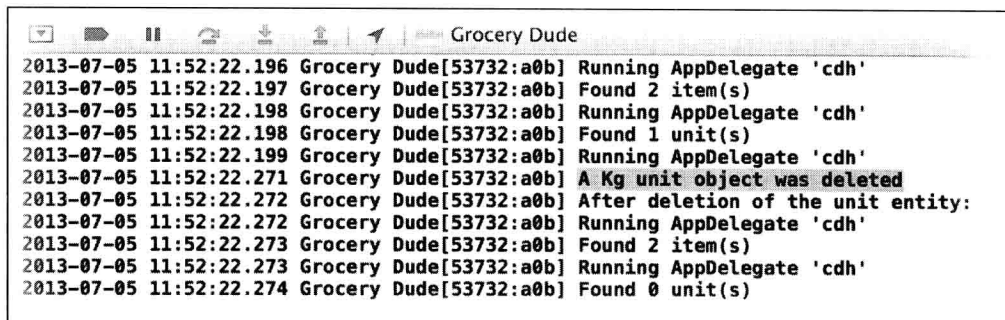 Grocery Dude
2013-07-05 11:52:22.196 Grocery Dude[53732:a0b] Running AppDelegate 'cdh'
2013-07-05 11:52:22.197 Grocery Dude[53732:a0b] Found 2 item(s)
2013-07-05 11:52:22.198 Grocery Dude[53732:a0b] Running AppDelegate 'cdh'
2013-07-05 11:52:22.198 Grocery Dude[53732:a0b] Found 1 unit(s)
2013-07-05 11:52:22.199 Grocery Dude[53732:a0b] Running AppDelegate 'cdh'
2013-07-05 11:52:22.271 Grocery Dude[53732:a0b] A Kg unit object was deleted
2013-07-05 11:52:22.272 Grocery Dude[53732:a0b] After deletion of the unit entity:
2013-07-05 11:52:22.272 Grocery Dude[53732:a0b] Running AppDelegate 'cdh'
2013-07-05 11:52:22.273 Grocery Dude[53732:a0b] Found 2 item(s)
2013-07-05 11:52:22.273 Grocery Dude[53732:a0b] Running AppDelegate 'cdh'
2013-07-05 11:52:22.274 Grocery Dude[53732:a0b] Found 0 unit(s)